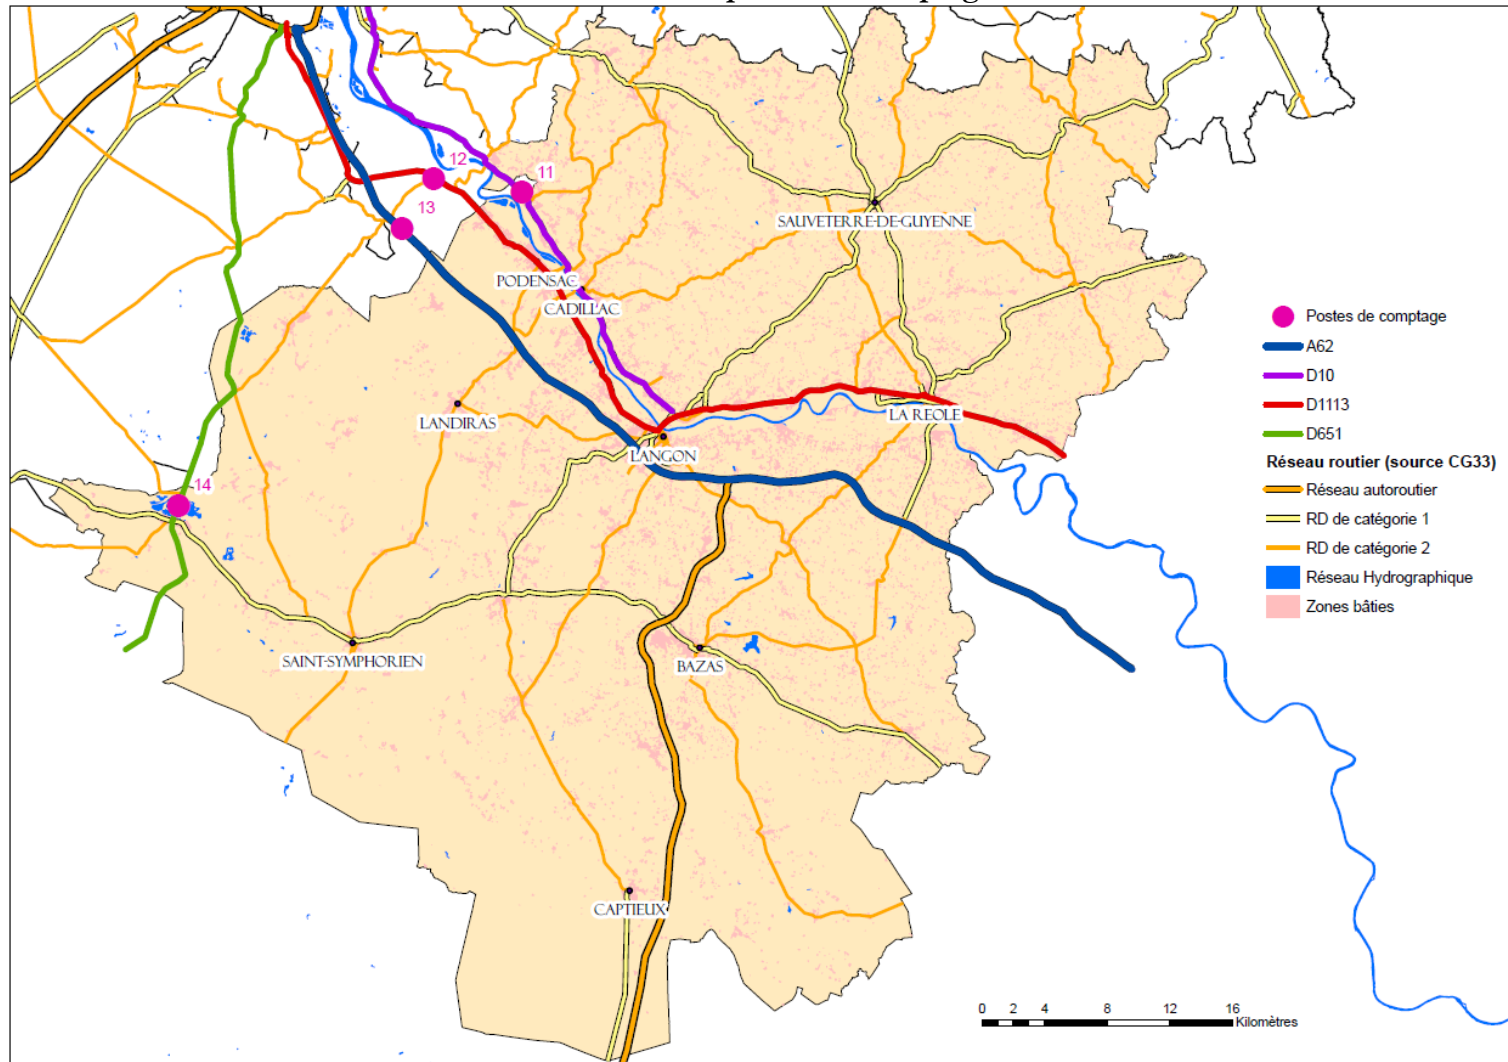 12
11
13
SAUVETERRE-DE-GUYENNE
PODENSAC
CADILLAC
LANDIRAS
LA REOLE
LANGON
14
SAINT-SYMPHORIEN
BAZAS
CAPTIEUX
Postes de comptage
A62
D10
D1113
D651
Réseau routier (source CG33)
Réseau autoroutier
RD de catégorie 1
RD de catégorie 2
Réseau Hydrographique
Zones bâties
0 2 4 8 12 16
Kilomètres